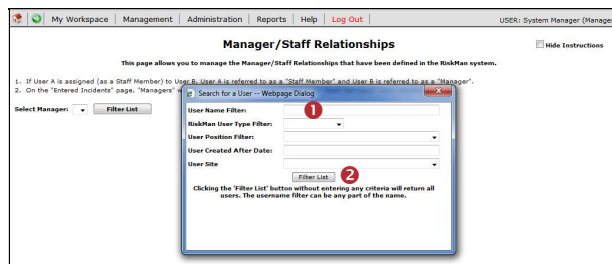 My Workspace | Management | Administration | Reports | Help | Log Out | USER: System Manager (Manage
Manager/Staff Relationships
Hide Instructions
This page allows you to manage the Manager/Staff Relationships that have been defined in the RiskMan system.
1. If User A is assigned (as a Staff Member) to User B, User A is referred to as a "Staff Member" and User B is referred to as a "Manager".
2. On the "Entered Incidents" page, "Managers" w
Select Manager: Filter List
Search for a User -- Webpage Dialog
User Name Filter: 1
RiskMan User Type Filter:
User Position Filter:
User Created After Date:
User Site
Filter List 2
Clicking the 'Filter List' button without entering any criteria will return all
users. The username filter can be any part of the name.